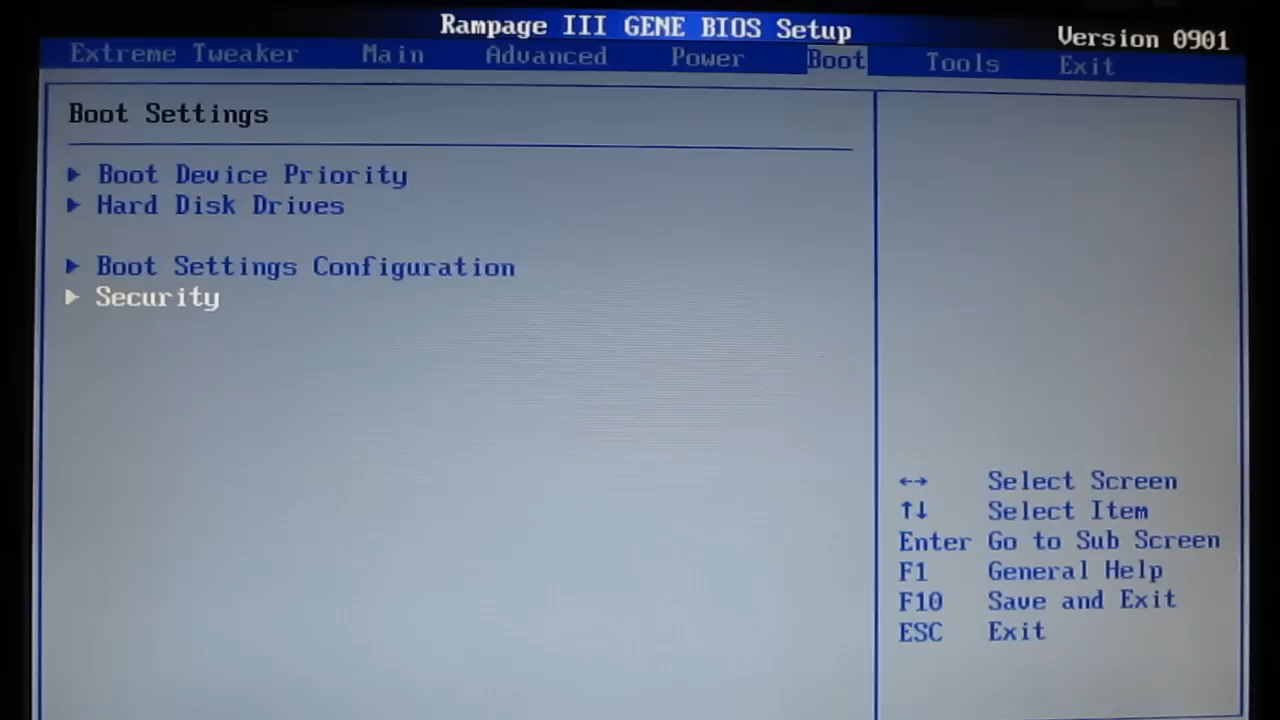 Rampage III GENE BIOS Setup
Version 0901
Extreme Tweaker Main Advanced Power Boot Tools Exit
Boot Settings
Boot Device Priority
Hard Disk Drives
Boot Settings Configuration
Security
←→ Select Screen
↑↓ Select Item
Enter Go to Sub Screen
F1 General Help
F10 Save and Exit
ESC Exit